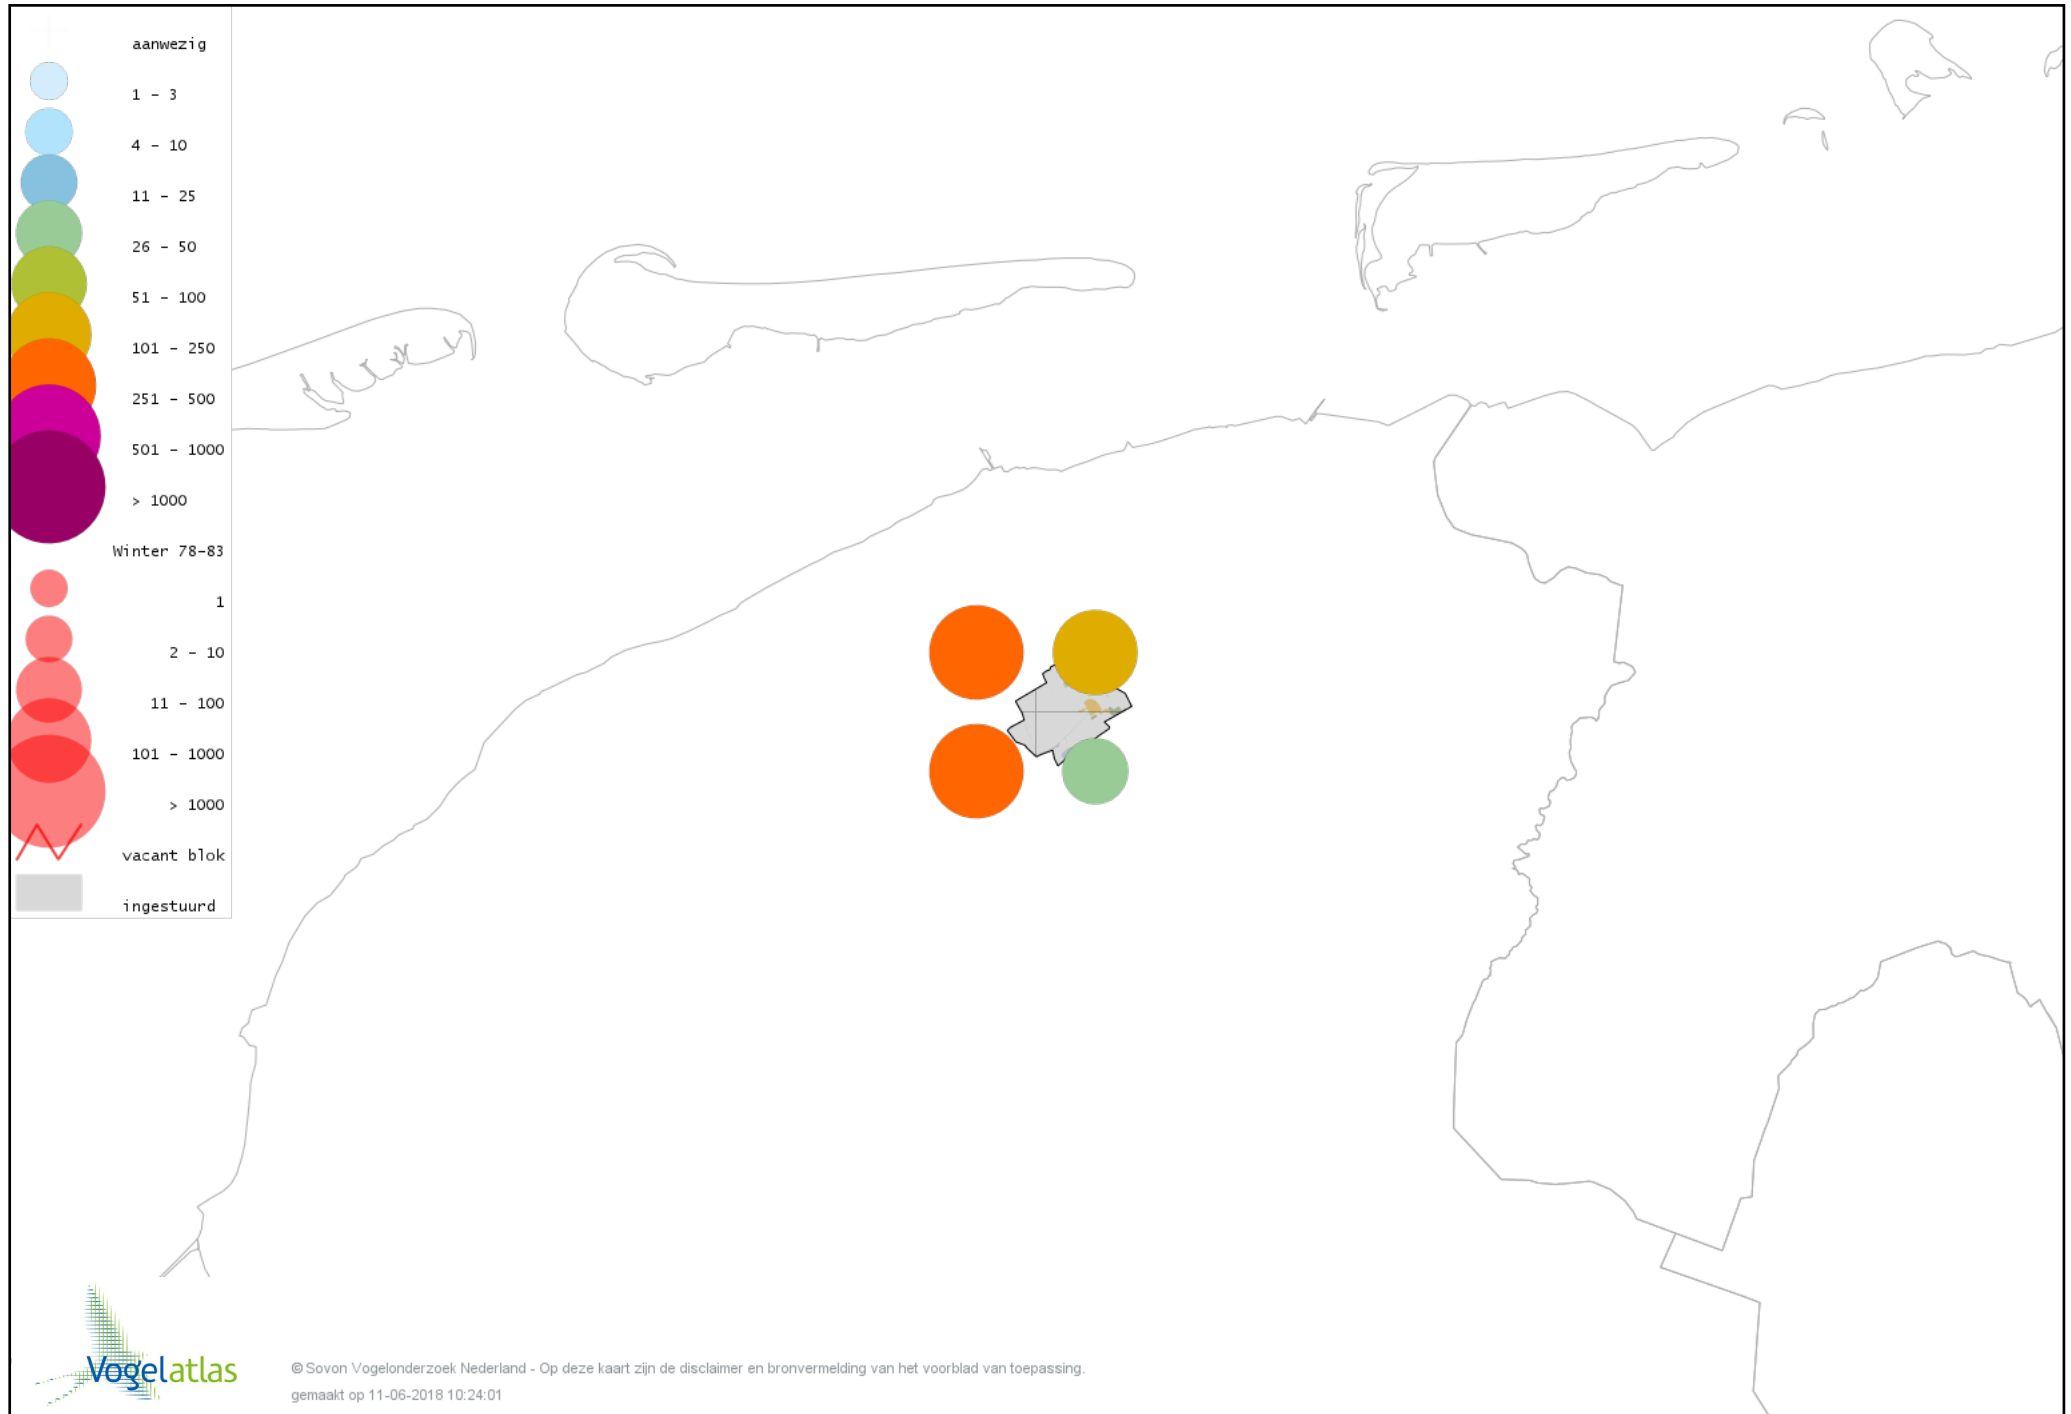 aanwezig
1 - 3
4 - 10
11 - 25
26 - 50
51 - 100
101 - 250
251 - 500
501 - 1000
> 1000
Winter 78-83
1
2 - 10
11 - 100
101 - 1000
> 1000
vacant blok
ingestuurd
Vogelatlas
© Sovon Vogelonderzoek Nederland - Op deze kaart zijn de disclaimer en bronvermelding van het voorblad van toepassing.
gemaakt op 11-06-2018 10:24:01